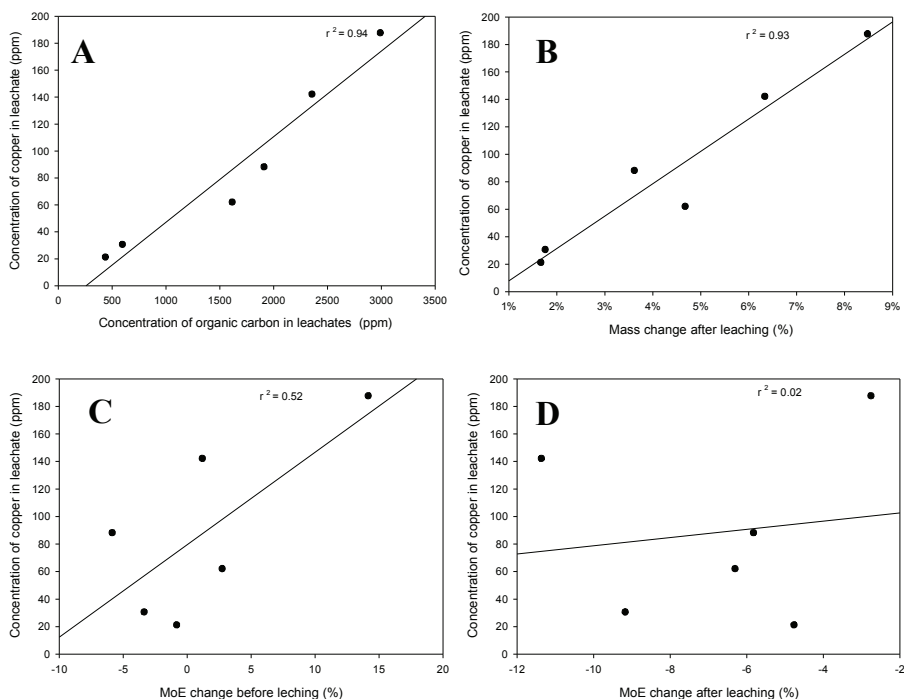 A
r² = 0.94
Concentration of copper in leachate (ppm)
200
180
160
140
120
100
80
60
40
20
0
0 500 1000 1500 2000 2500 3000 3500
Concentration of organic carbon in leachates (ppm)
B
r² = 0.93
Concentration of copper in leachate (ppm)
200
180
160
140
120
100
80
60
40
20
0
1% 2% 3% 4% 5% 6% 7% 8% 9%
Mass change after leaching (%)
C
r² = 0.52
Concentration of copper in leachate (ppm)
200
180
160
140
120
100
80
60
40
20
0
-10 -5 0 5 10 15 20
MoE change before leching (%)
D
r² = 0.02
Concentration of copper in leachate (ppm)
200
180
160
140
120
100
80
60
40
20
0
-12 -10 -8 -6 -4 -2
MoE change after leaching (%)